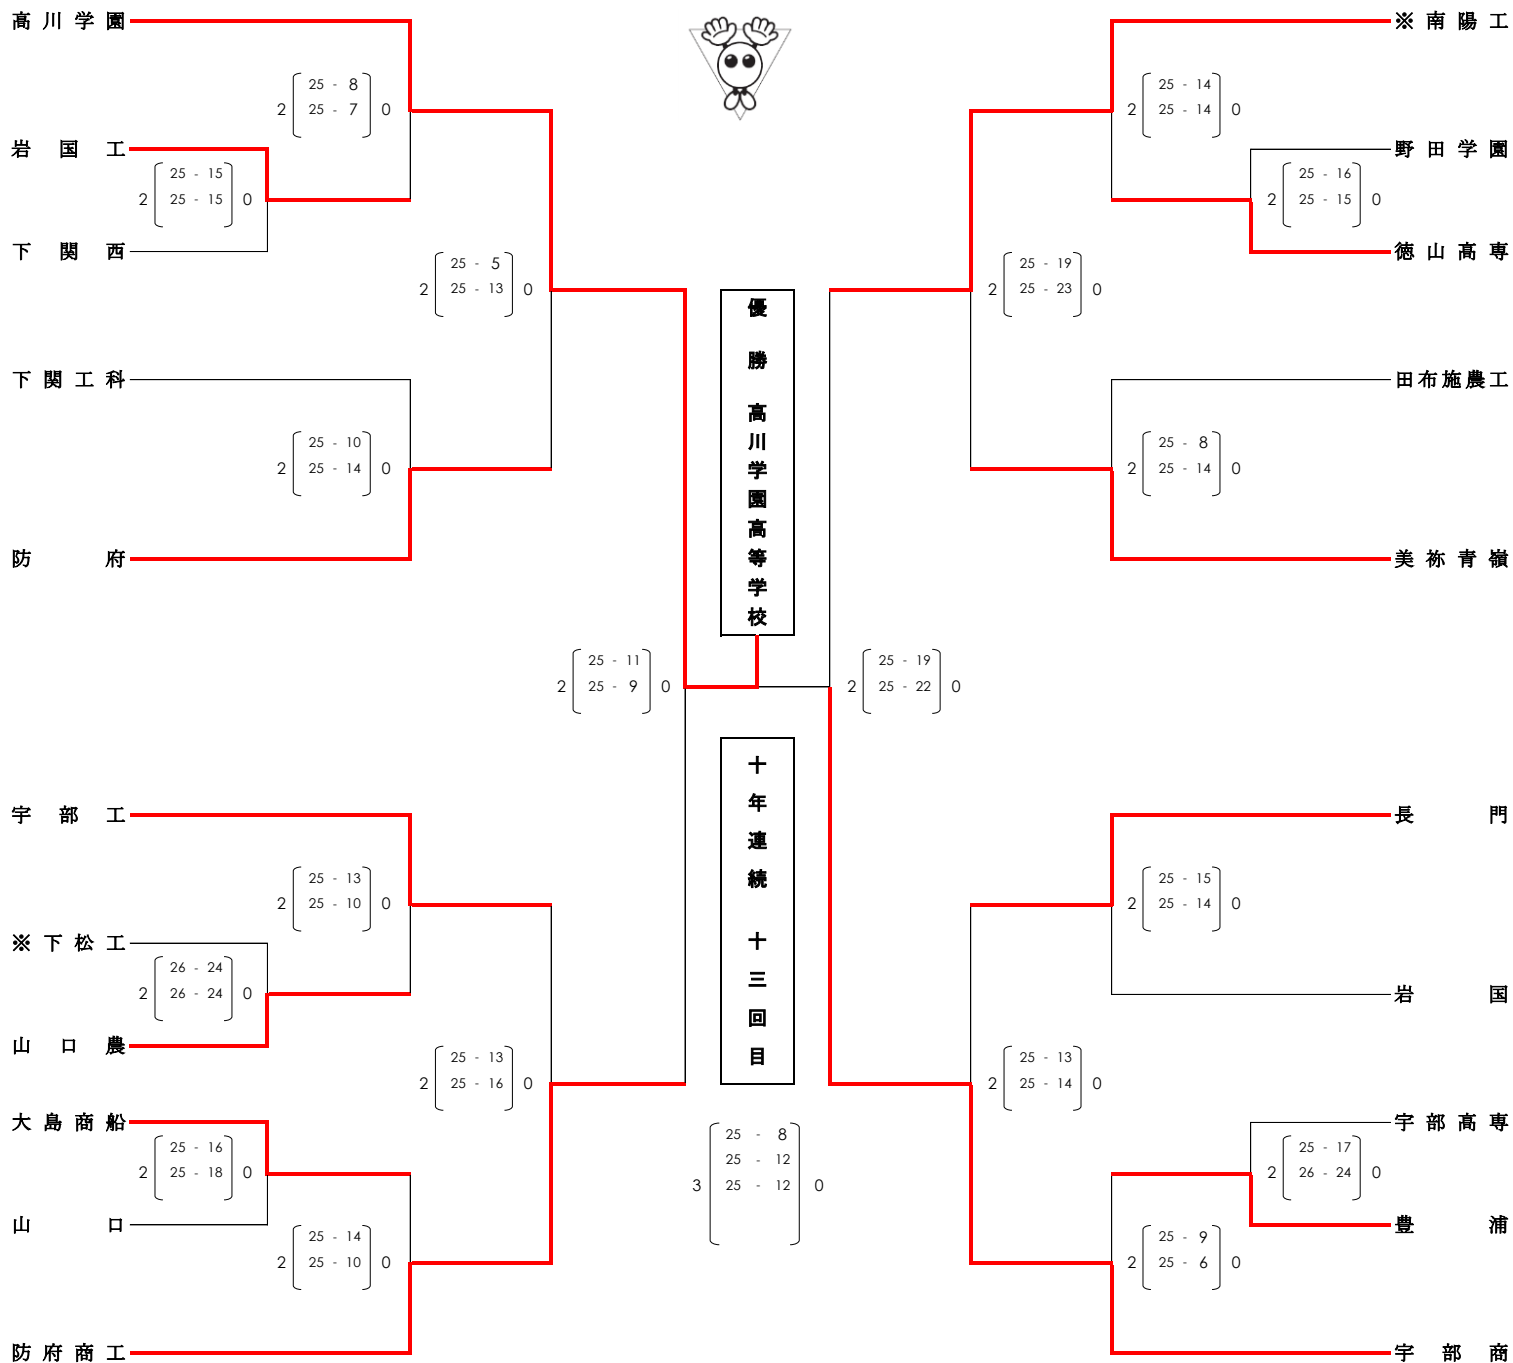 高川学園
2 25 - 8 0
25 - 7
岩国工
2 25 - 15 0
25 - 15
下関西
2 25 - 5 0
25 - 13
下関工科
2 25 - 10 0
25 - 14
防府
2 25 - 11 0
25 - 9
宇部工
2 25 - 13 0
25 - 10
※下松工
2 26 - 24 0
26 - 24
山口農
2 25 - 13 0
25 - 16
大島商船
2 25 - 16 0
25 - 18
山口
2 25 - 14 0
25 - 10
防府商工
優勝 高川学園高等学校
十年連続 十三回目
3 25 - 8 0
25 - 12
25 - 12
※南陽工
2 25 - 14 0
25 - 14
野田学園
2 25 - 16 0
25 - 15
徳山高専
2 25 - 19 0
25 - 23
田布施農工
2 25 - 8 0
25 - 14
美祢青嶺
2 25 - 19 0
25 - 22
長門
2 25 - 15 0
25 - 14
岩国
2 25 - 13 0
25 - 14
宇部高専
2 25 - 17 0
26 - 24
豊浦
2 25 - 9 0
25 - 6
宇部商